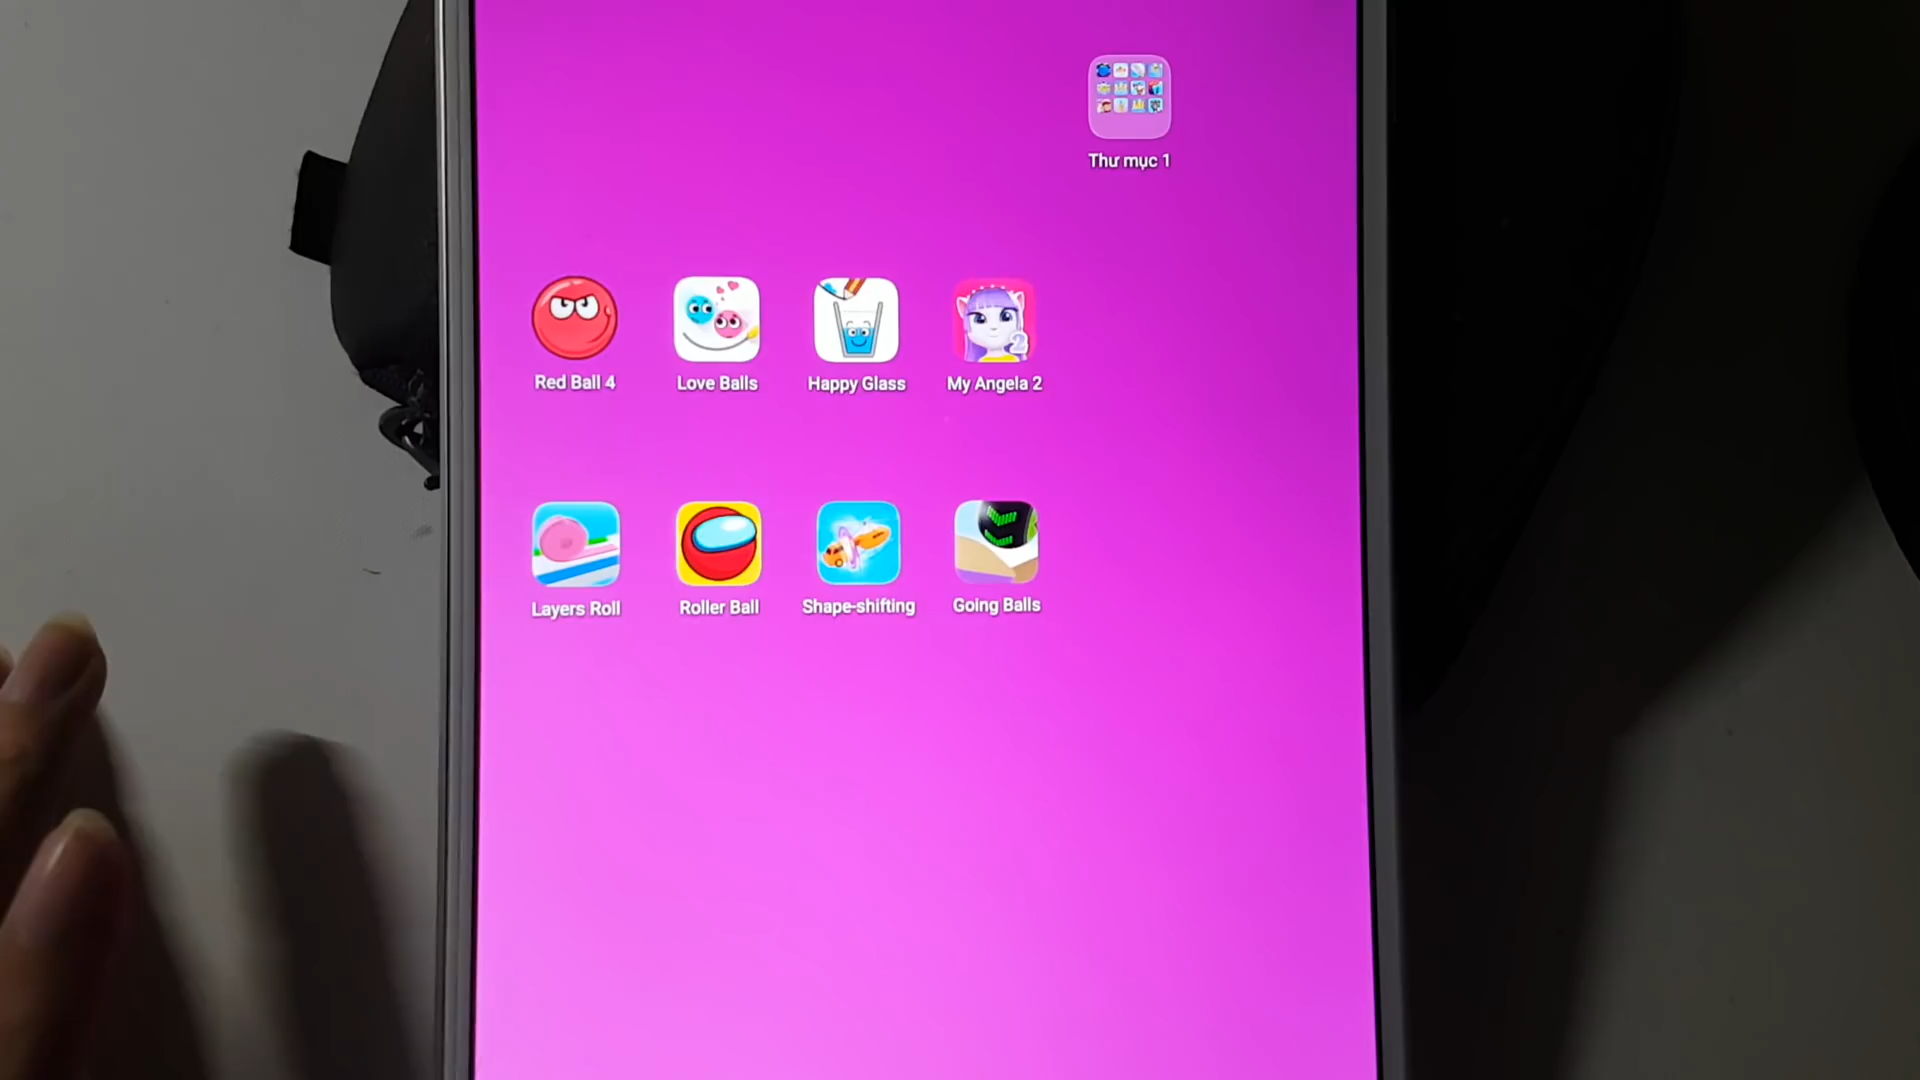 Thư mục 1
Red Ball 4
Love Balls
Happy Glass
2
My Angela 2
Layers Roll
Roller Ball
Shape-shifting
Going Balls